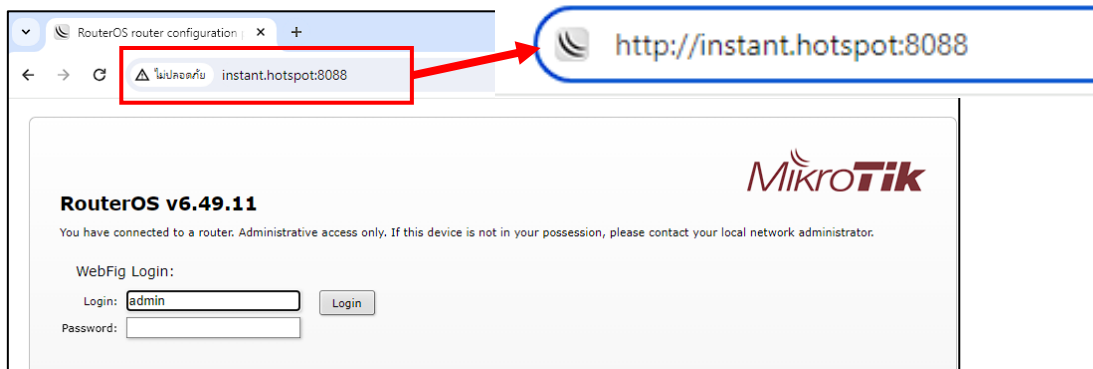 RouterOS router configuration
ไม่ปลอดภัย instant.hotspot:8088
http://instant.hotspot:8088
MikroTik
RouterOS v6.49.11
You have connected to a router. Administrative access only. If this device is not in your possession, please contact your local network administrator.
WebFig Login:
Login: admin Login
Password: